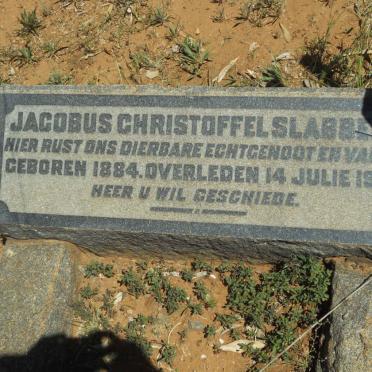 JACOBUS CHRISTOFFEL SLABB
HIER RUST ONS DIERBARE ECHTGENOOT EN VA
GEBOREN 1884. OVERLEDEN 14 JULIE 19
HEER U WIL GESCHIEDE.